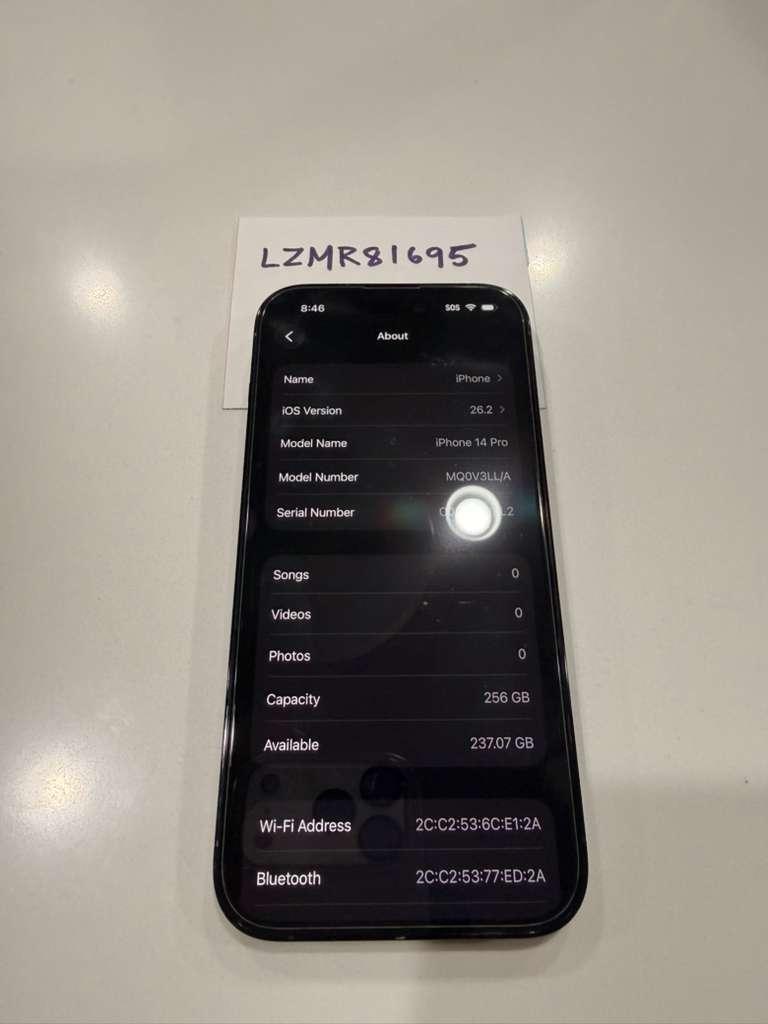 LZMR81695
8:46 SOS
About
Name iPhone
iOS Version 26.2
Model Name iPhone 14 Pro
Model Number MQ0V3LL/A
Serial Number
Songs 0
Videos 0
Photos 0
Capacity 256 GB
Available 237.07 GB
Wi-Fi Address 2C:C2:53:6C:E1:2A
Bluetooth 2C:C2:53:77:ED:2A